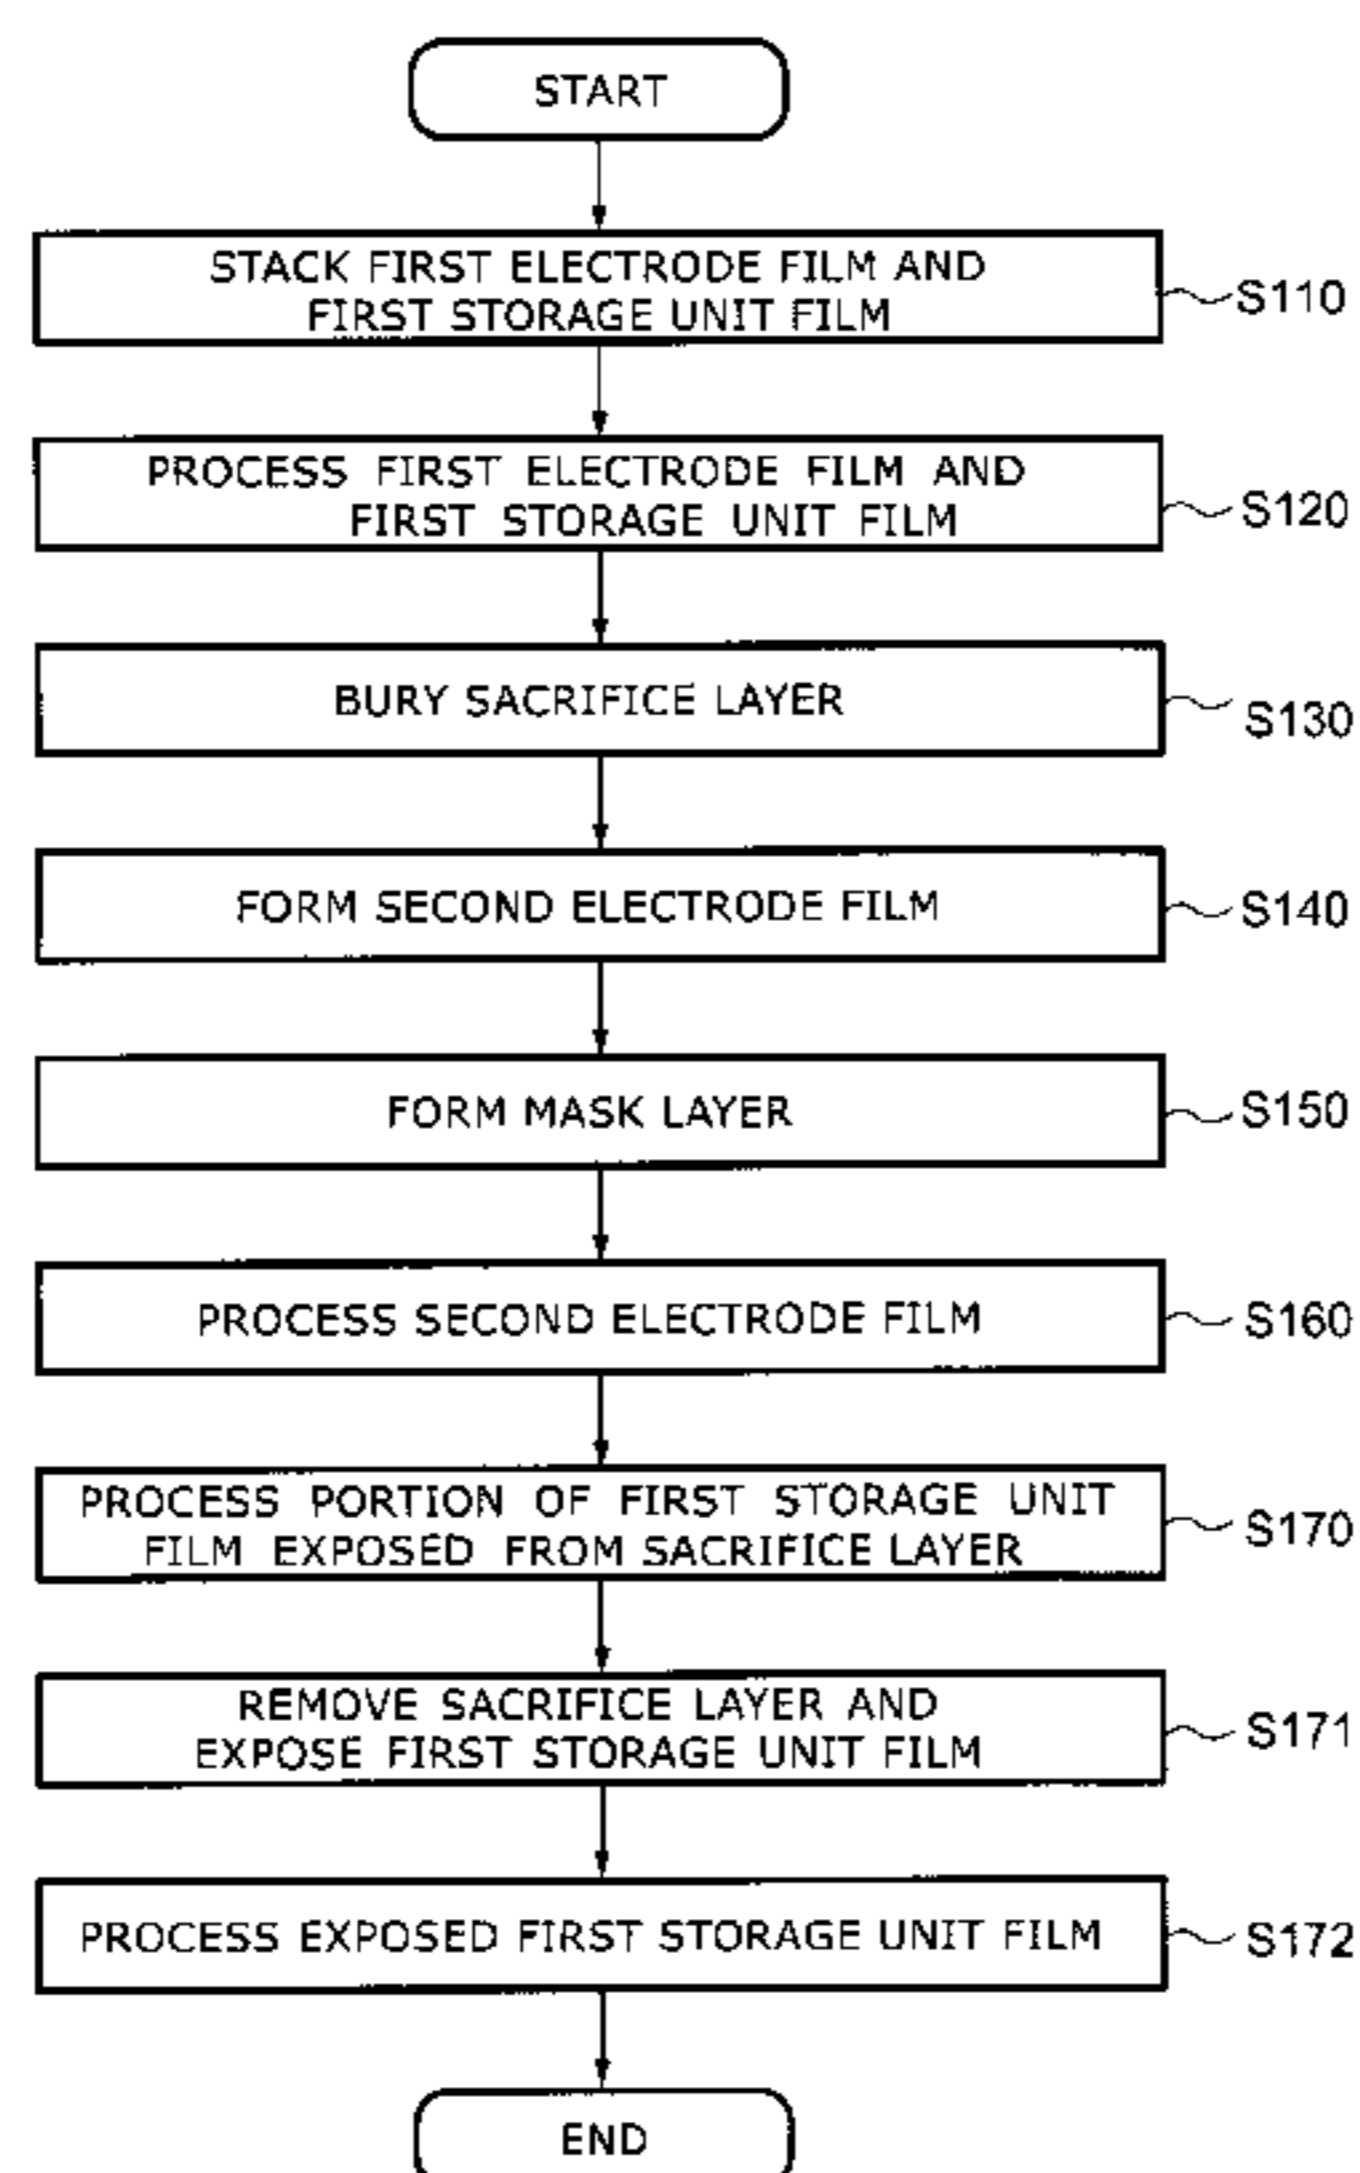 START
STACK FIRST ELECTRODE FILM AND
FIRST STORAGE UNIT FILM
S110
PROCESS FIRST ELECTRODE FILM AND
FIRST STORAGE UNIT FILM
S120
BURY SACRIFICE LAYER
S130
FORM SECOND ELECTRODE FILM
S140
FORM MASK LAYER
S150
PROCESS SECOND ELECTRODE FILM
S160
PROCESS PORTION OF FIRST STORAGE UNIT
FILM EXPOSED FROM SACRIFICE LAYER
S170
REMOVE SACRIFICE LAYER AND
EXPOSE FIRST STORAGE UNIT FILM
S171
PROCESS EXPOSED FIRST STORAGE UNIT FILM
S172
END